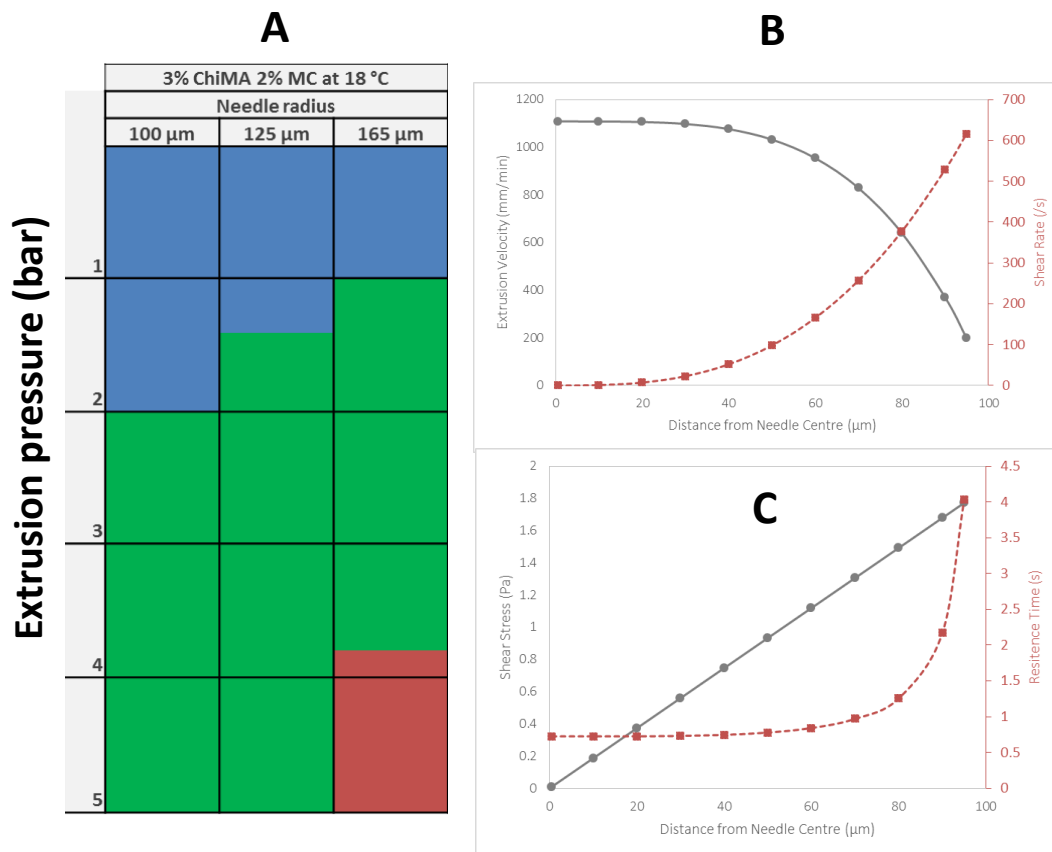 A
3% ChiMA 2% MC at 18 °C
Needle radius
100 µm 125 µm 165 µm
Extrusion pressure (bar)
1
2
3
4
5
B
Extrusion Velocity (mm/min)
1200
1000
800
600
400
200
0
700
600
500
400
300
200
100
0
Shear Rate (/s)
0 20 40 60 80 100
Distance from Needle Centre (µm)
C
Shear Stress (Pa)
2
1.8
1.6
1.4
1.2
1
0.8
0.6
0.4
0.2
0
4.5
4
3.5
3
2.5
2
1.5
1
0.5
0
Resitence Time (s)
0 20 40 60 80 100
Distance from Needle Centre (µm)